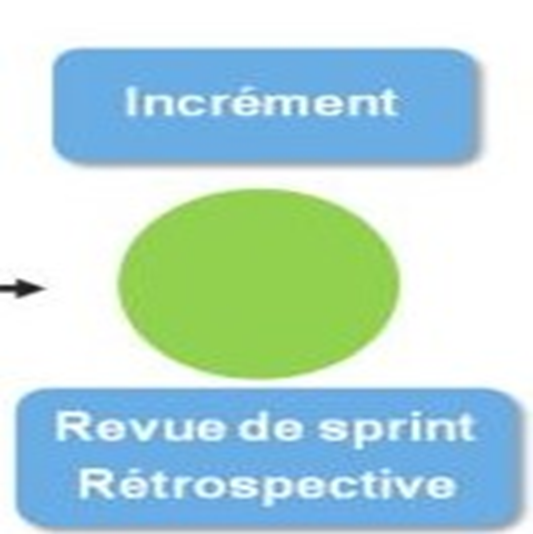 Incrément
Revue de sprint
Rétrospective